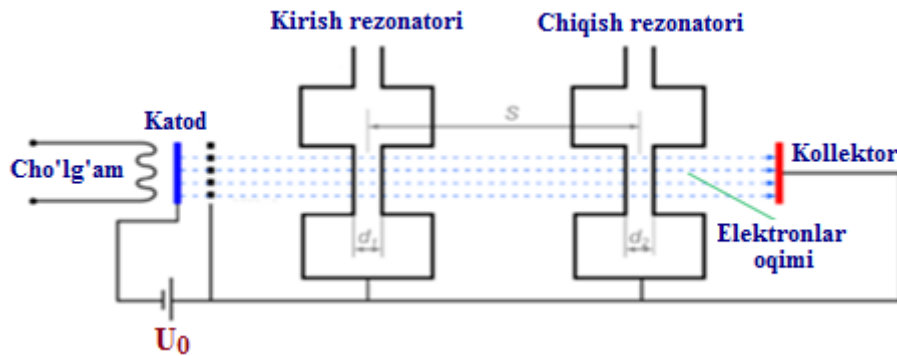 Kirish rezonatori
Chiqish rezonatori
S
Katod
Cho'lg'am
Kollektor
d1
d2
Elektronlar
oqimi
U0